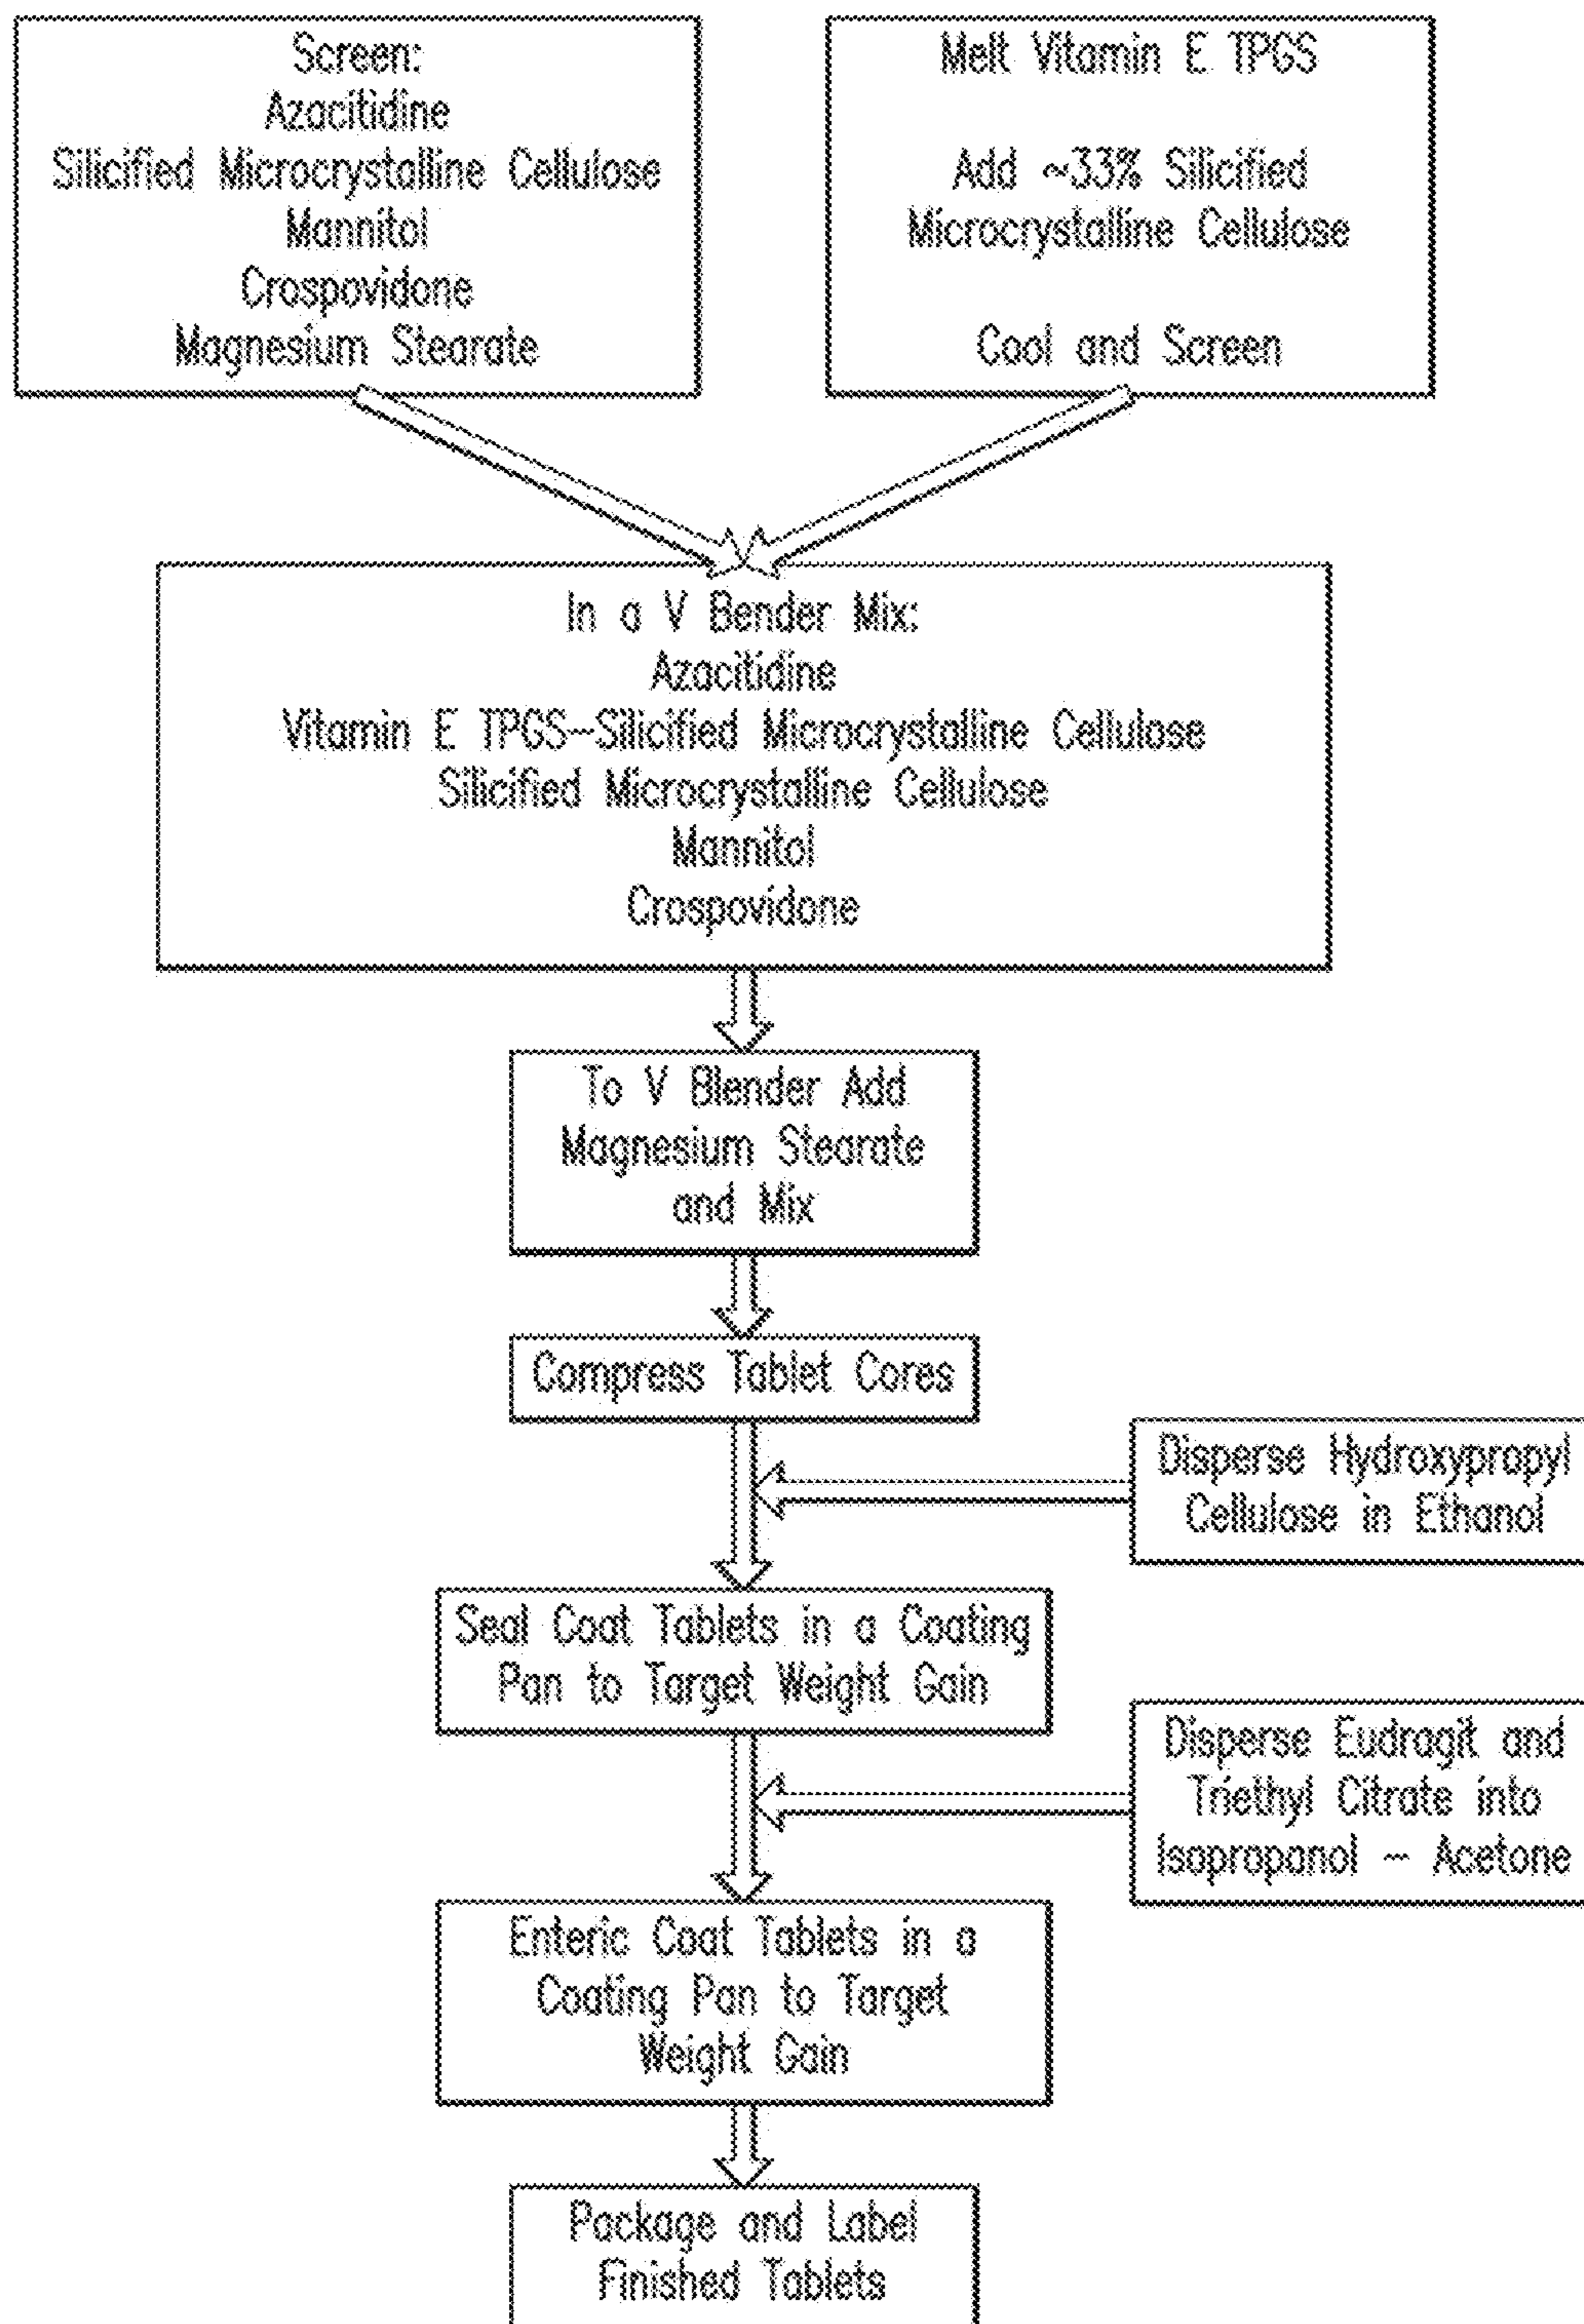 Screen:
Azacitidine
Silicified Microcrystalline Cellulose
Mannitol
Crospovidone
Magnesium Stearate
Melt Vitamin E TPGS
Add ~33% Silicified
Microcrystalline Cellulose
Cool and Screen
In a V Bender Mix:
Azacitidine
Vitamin E TPGS~Silicified Microcrystalline Cellulose
Silicified Microcrystalline Cellulose
Mannitol
Crospovidone
To V Blender Add
Magnesium Stearate
and Mix
Compress Tablet Cores
Disperse Hydroxypropyl
Cellulose in Ethanol
Seal Coat Tablets in a Coating
Pan to Target Weight Gain
Disperse Eudragit and
Triethyl Citrate into
Isopropanol ~ Acetone
Enteric Coat Tablets in a
Coating Pan to Target
Weight Gain
Package and Label
Finished Tablets